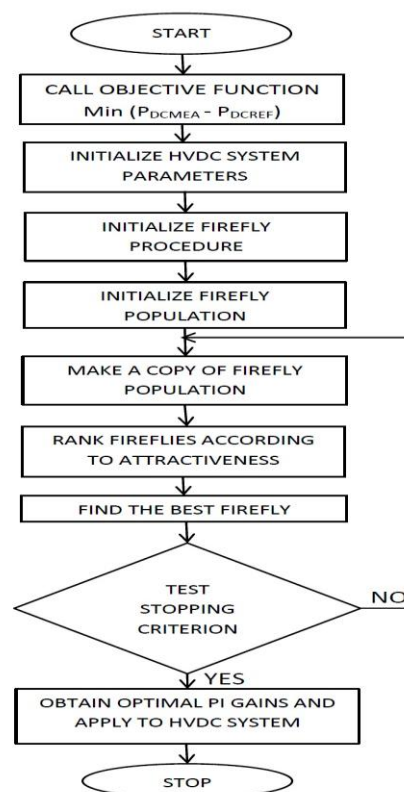 START
CALL OBJECTIVE FUNCTION
Min (PDCMEA - PDCREF)
INITIALIZE HVDC SYSTEM
PARAMETERS
INITIALIZE FIREFLY
PROCEDURE
INITIALIZE FIREFLY
POPULATION
MAKE A COPY OF FIREFLY
POPULATION
RANK FIREFLIES ACCORDING
TO ATTRACTIVENESS
FIND THE BEST FIREFLY
TEST
STOPPING
CRITERION
NO
YES
OBTAIN OPTIMAL PI GAINS AND
APPLY TO HVDC SYSTEM
STOP